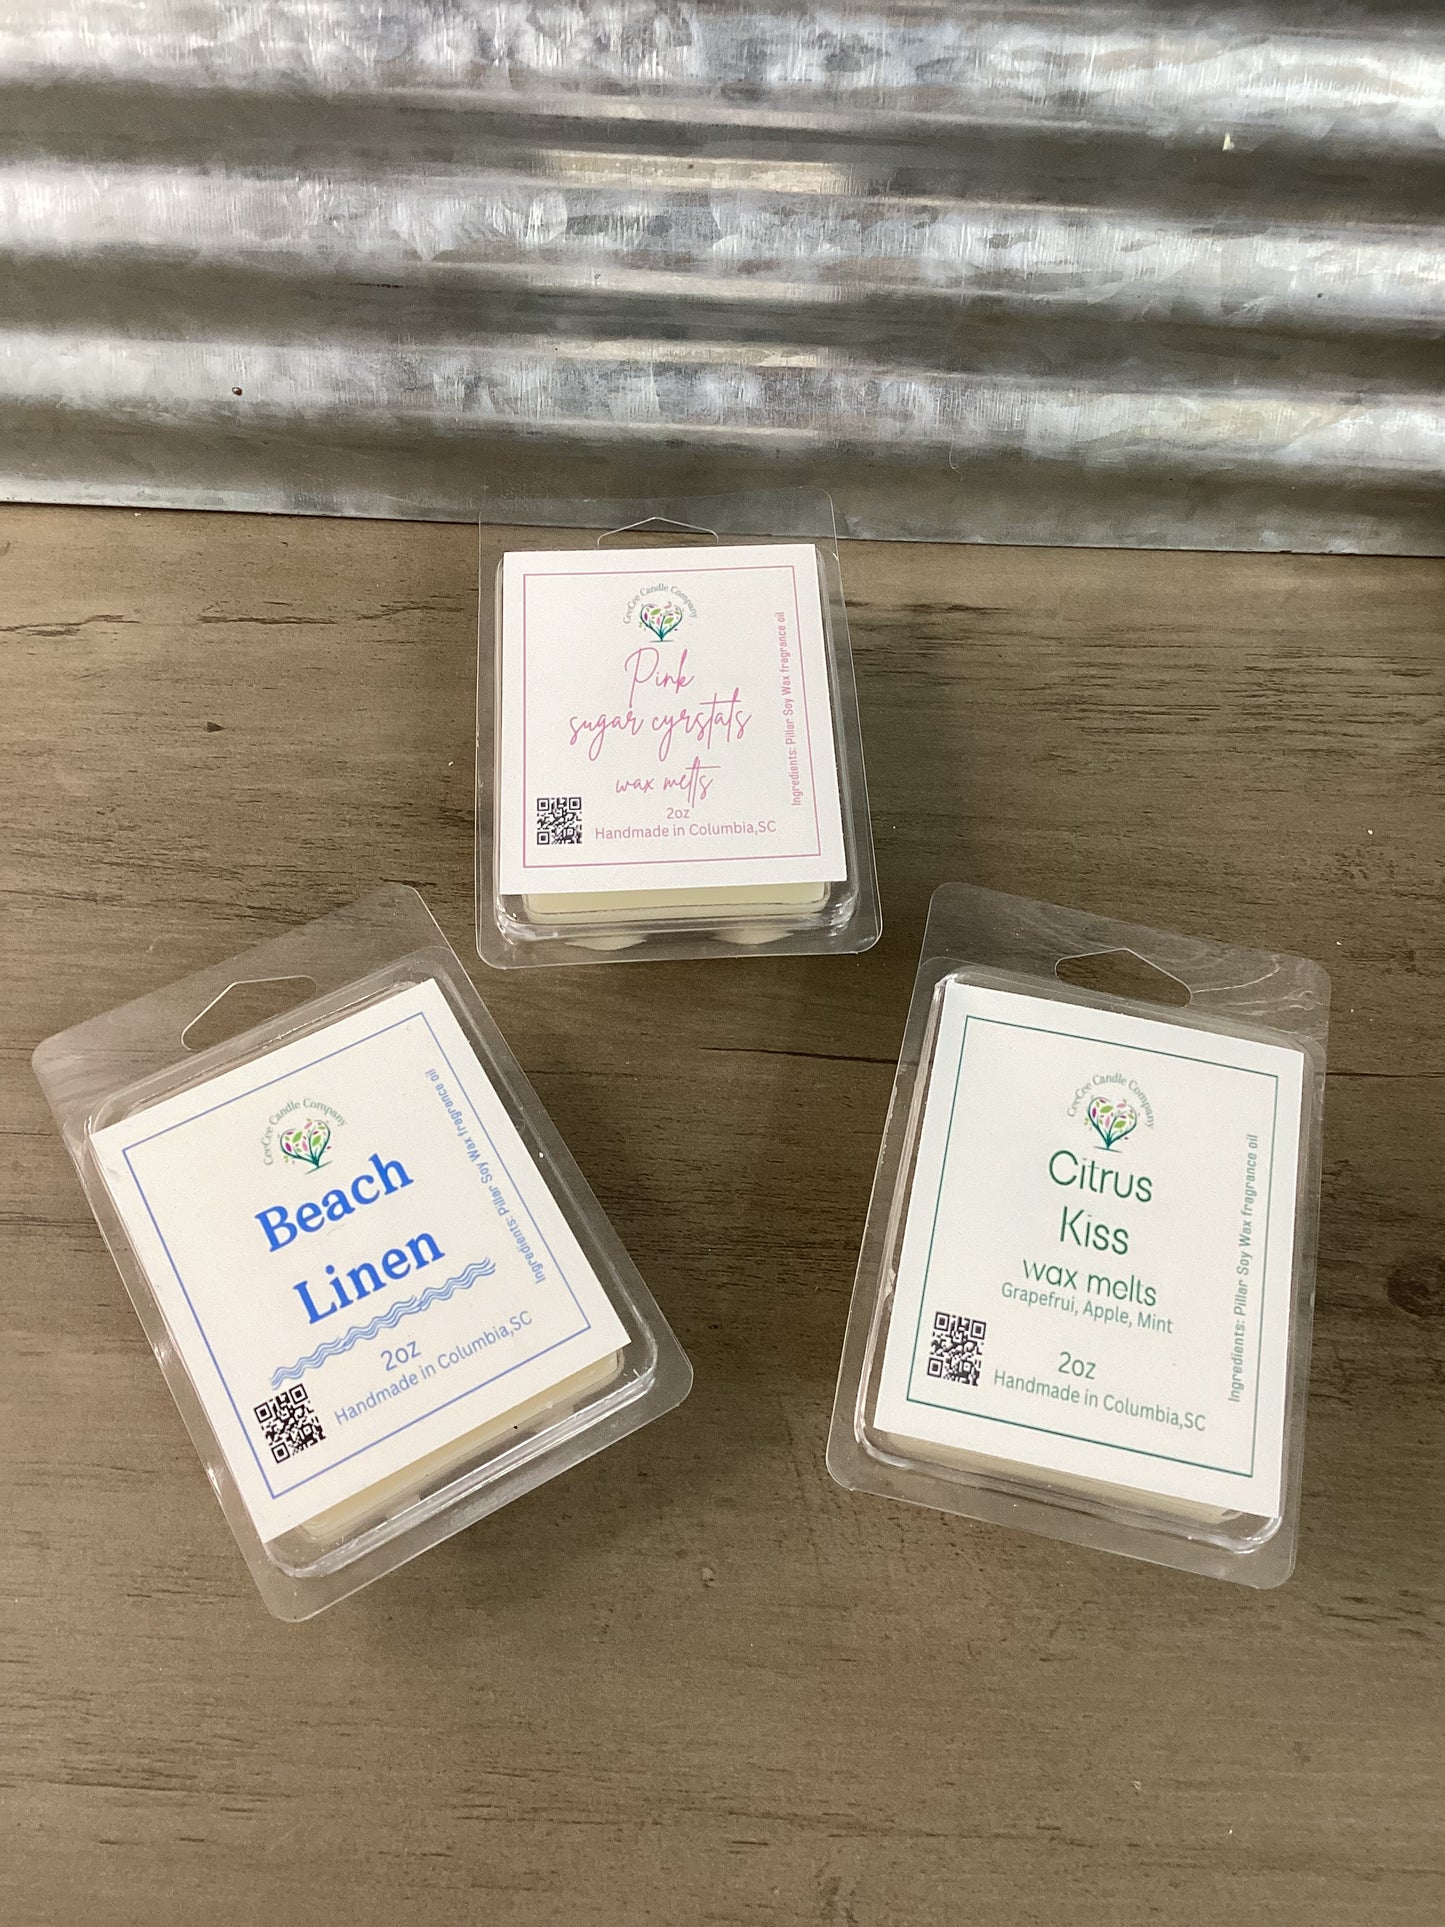 CeeCee Candle Company
Pink
sugar cyrstals
wax melts
2oz
Handmade in Columbia,SC
Ingredients: Pillar Soy Wax fragrance oil
CeeCee Candle Company
Beach
Linen
2oz
Handmade in Columbia,SC
Ingredients: Pillar Soy Wax fragrance oil
CeeCee Candle Company
Citrus
Kiss
wax melts
Grapefrui, Apple, Mint
2oz
Handmade in Columbia,SC
Ingredients: Pillar Soy Wax fragrance oil